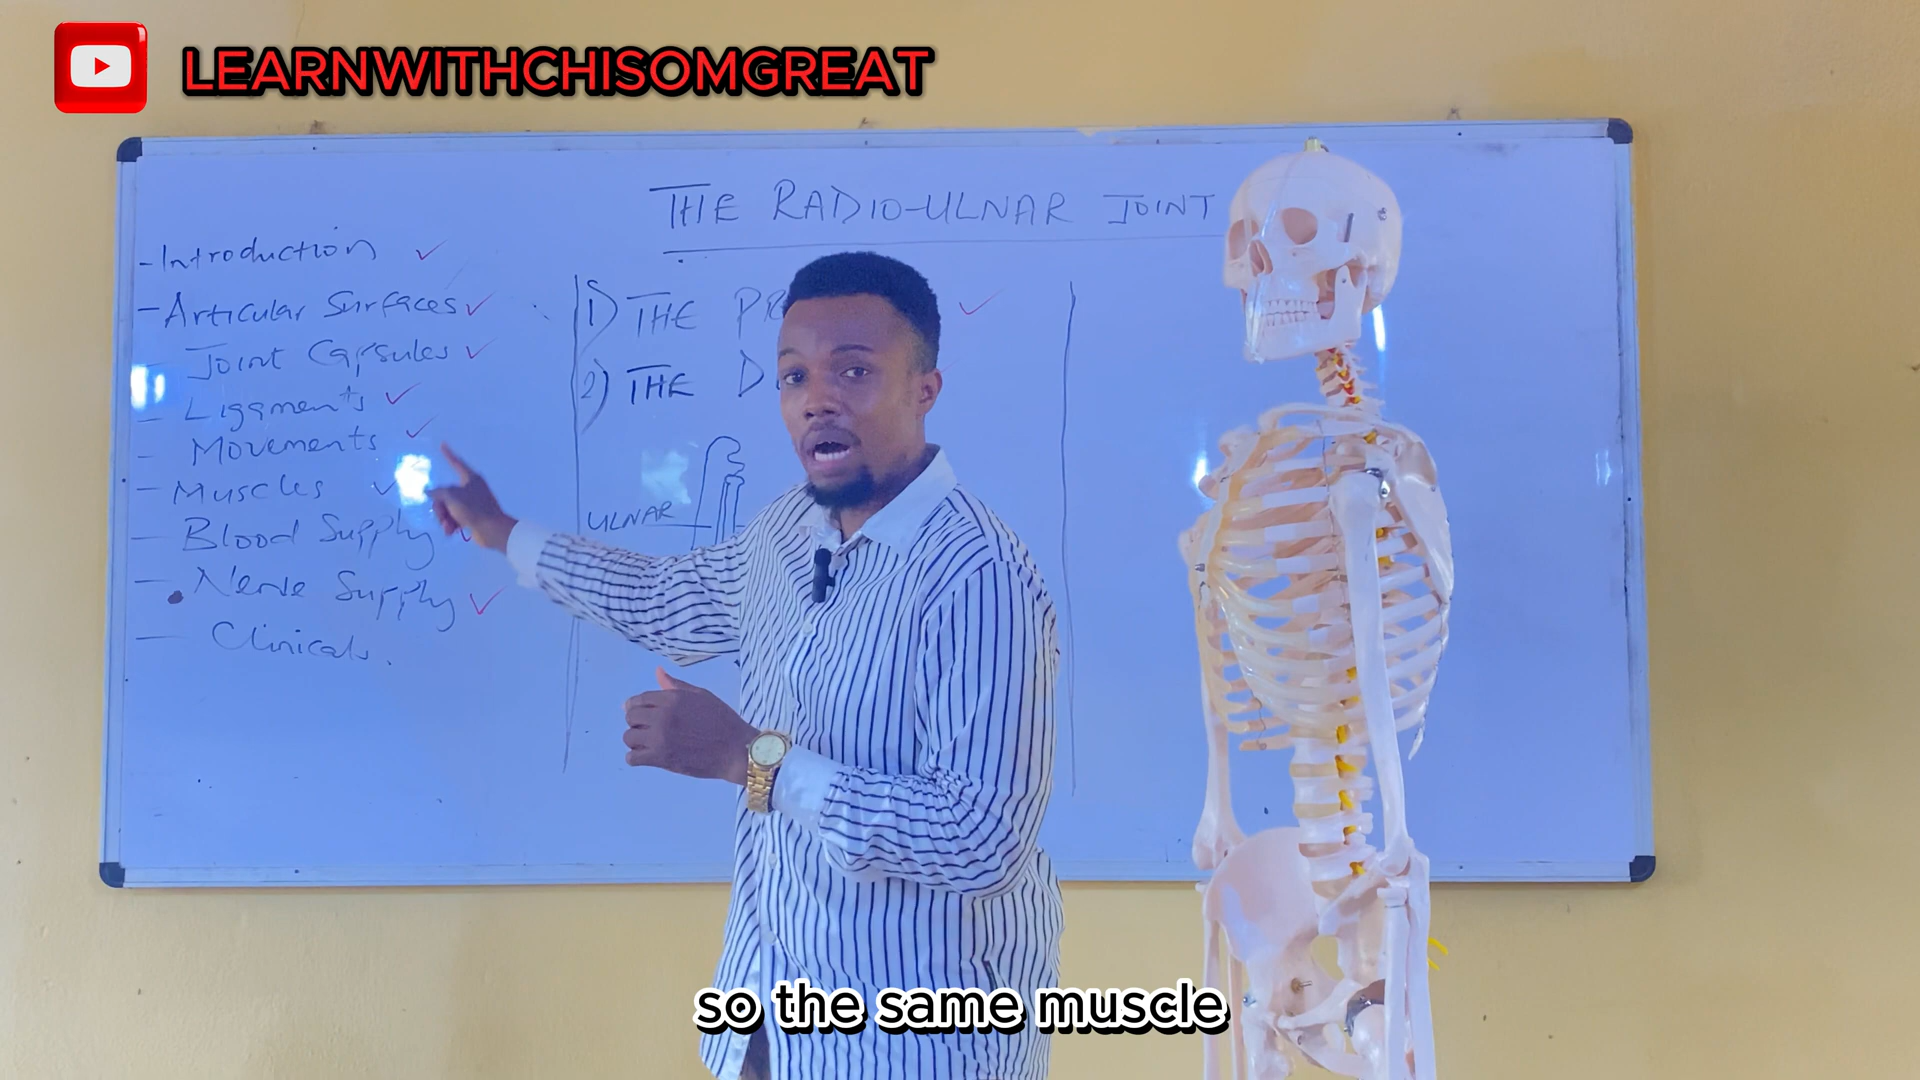 LEARNWITHCHISOMGREAT
THE RADIO-ULNAR JOINT
- Introduction ✓
- Articular Surfaces ✓
- Joint Capsules ✓
- Ligaments ✓
- Movements ✓
- Muscles ✓
- Blood Supply ✓
- Nerve Supply ✓
- Clinicals.
1) THE
2) THE
ULNAR
so the same muscle